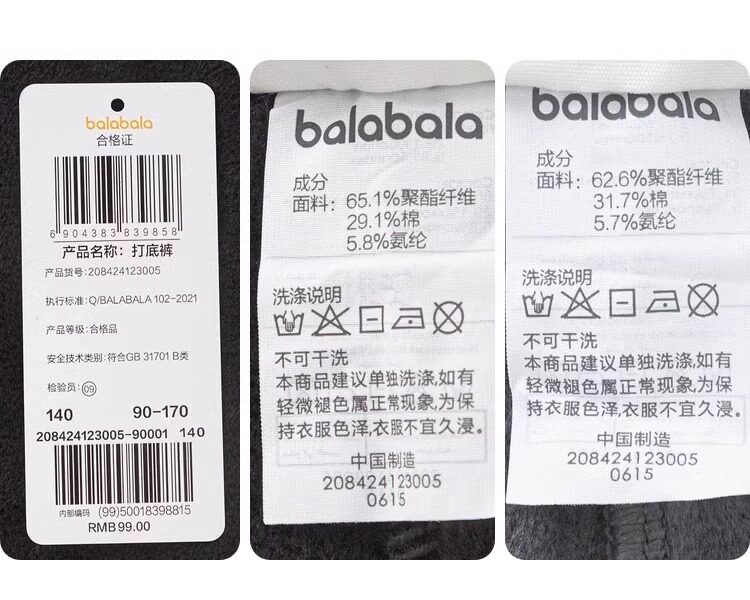 balabala
合格证
6 904383 839858
产品名称：打底裤
产品货号：208424123005
执行标准：Q/BALABALA 102-2021
产品等级：合格品
安全技术类别：符合GB 31701 B类
检验员：09
140 90-170
208424123005-90001 140
内部编码 (99)50018398815
RMB99.00
balabala
成分
面料：65.1%聚酯纤维
29.1%棉
5.8%氨纶
洗涤说明
不可干洗
本商品建议单独洗涤,如有
轻微褪色属正常现象,为保
持衣服色泽,衣服不宜久浸。
中国制造
208424123005
0615
balabala
成分
面料：62.6%聚酯纤维
31.7%棉
5.7%氨纶
洗涤说明
不可干洗
本商品建议单独洗涤,如有
轻微褪色属正常现象,为保
持衣服色泽,衣服不宜久浸。
中国制造
208424123005
0615